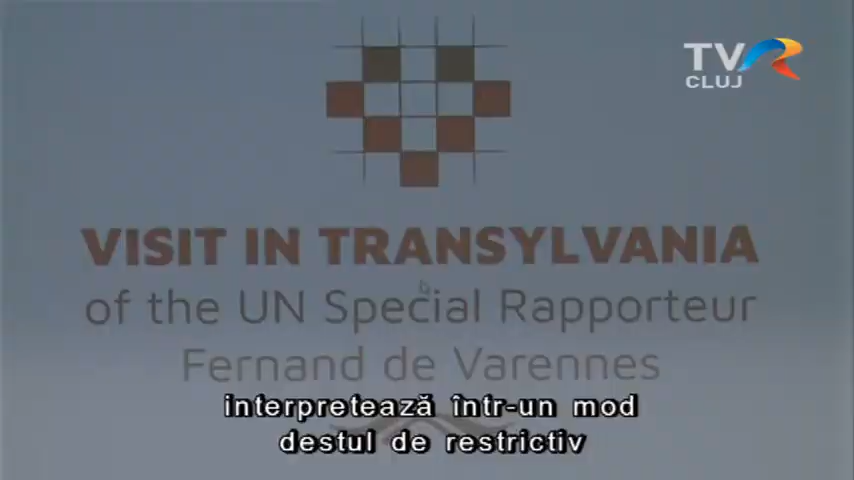 TVR
CLUJ
VISIT IN TRANSYLVANIA
of the UN Special Rapporteur
Fernand de Varennes
interpretează într-un mod
destul de restrictiv